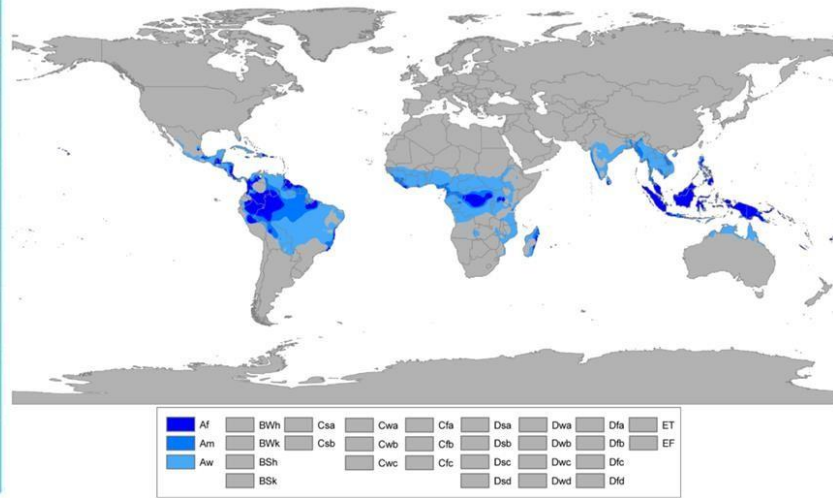 Af BWh Csa Cwa Cfa Dsa Dwa Dfa ET
Am BWk Csb Cwb Cfb Dsb Dwb Dfb EF
Aw BSh Cwc Cfc Dsc Dwc Dfc
BSk Dsd Dwd Dfd